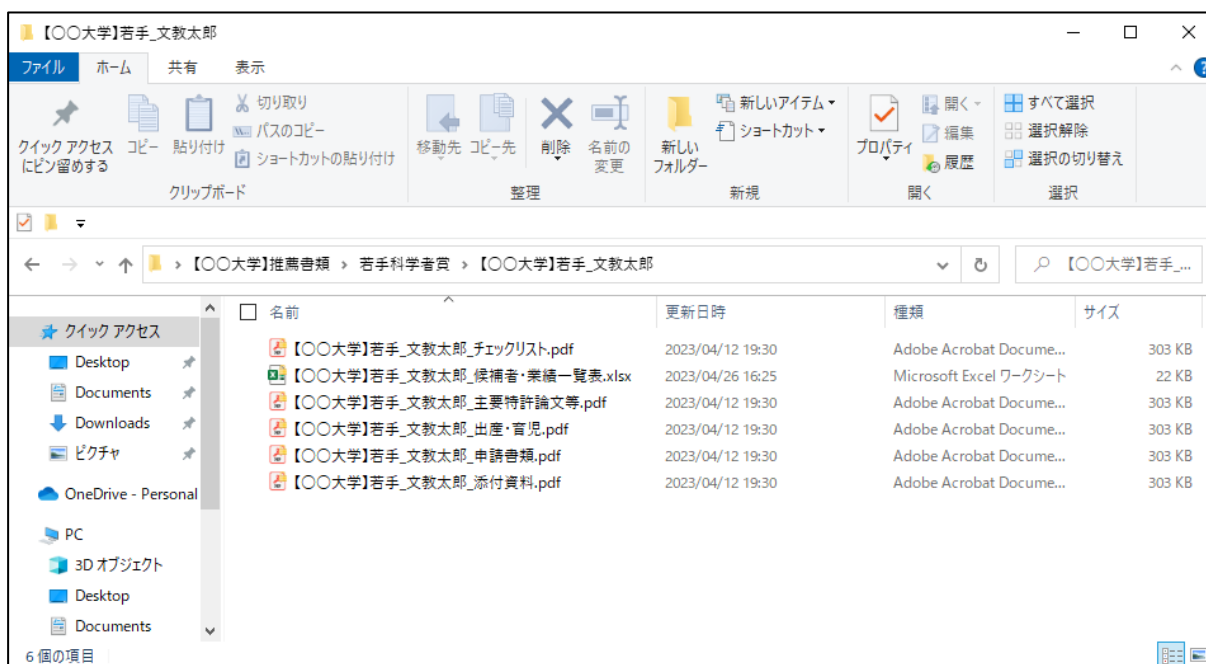 【〇〇大学】若手_文教太郎
ファイル ホーム 共有 表示
クイック アクセスにピン留めする
コピー
貼り付け
切り取り
パスのコピー
ショートカットの貼り付け
クリップボード
移動先
コピー先
削除
名前の変更
整理
新しいフォルダー
新しいアイテム
ショートカット
新規
プロパティ
開く
編集
履歴
開く
すべて選択
選択解除
選択の切り替え
選択
【〇〇大学】推薦書類 › 若手科学者賞 › 【〇〇大学】若手_文教太郎
【〇〇大学】若手_...
クイック アクセス
Desktop
Documents
Downloads
ピクチャ
OneDrive - Personal
PC
3D オブジェクト
Desktop
Documents
名前 更新日時 種類 サイズ
【〇〇大学】若手_文教太郎_チェックリスト.pdf 2023/04/12 19:30 Adobe Acrobat Docume... 303 KB
【〇〇大学】若手_文教太郎_候補者・業績一覧表.xlsx 2023/04/26 16:25 Microsoft Excel ワークシート 22 KB
【〇〇大学】若手_文教太郎_主要特許論文等.pdf 2023/04/12 19:30 Adobe Acrobat Docume... 303 KB
【〇〇大学】若手_文教太郎_出産・育児.pdf 2023/04/12 19:30 Adobe Acrobat Docume... 303 KB
【〇〇大学】若手_文教太郎_申請書類.pdf 2023/04/12 19:30 Adobe Acrobat Docume... 303 KB
【〇〇大学】若手_文教太郎_添付資料.pdf 2023/04/12 19:30 Adobe Acrobat Docume... 303 KB
6 個の項目